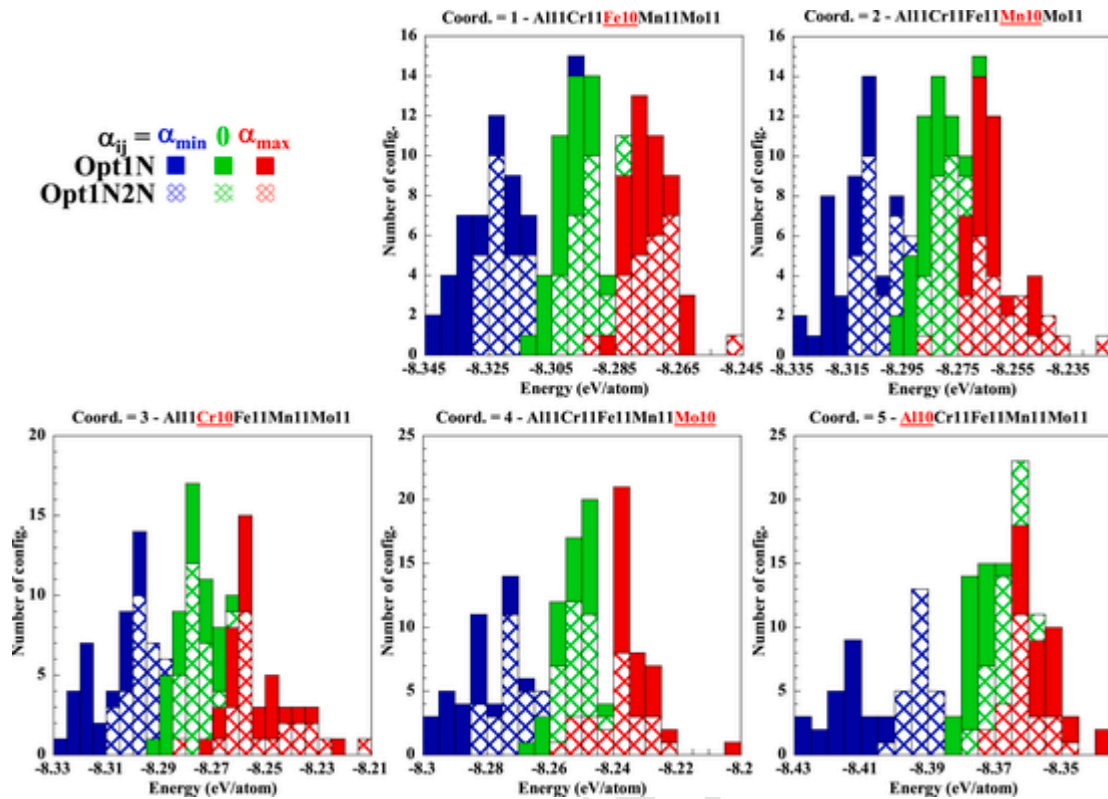 αij = αmin 0 αmax
Opt1N
Opt1N2N
Coord. = 1 - Al11Cr11Fe10Mn11Mo11
Number of config.
16
14
12
10
8
6
4
2
0
-8.345 -8.325 -8.305 -8.285 -8.265 -8.245
Energy (eV/atom)
Coord. = 2 - Al11Cr11Fe11Mn10Mo11
Number of config.
16
14
12
10
8
6
4
2
0
-8.335 -8.315 -8.295 -8.275 -8.255 -8.235
Energy (eV/atom)
Coord. = 3 - Al11Cr10Fe11Mn11Mo11
Number of config.
20
15
10
5
0
-8.33 -8.31 -8.29 -8.27 -8.25 -8.23 -8.21
Energy (eV/atom)
Coord. = 4 - Al11Cr11Fe11Mn11Mo10
Number of config.
25
20
15
10
5
0
-8.3 -8.28 -8.26 -8.24 -8.22 -8.2
Energy (eV/atom)
Coord. = 5 - Al10Cr11Fe11Mn11Mo11
Number of config.
25
20
15
10
5
0
-8.43 -8.41 -8.39 -8.37 -8.35
Energy (eV/atom)